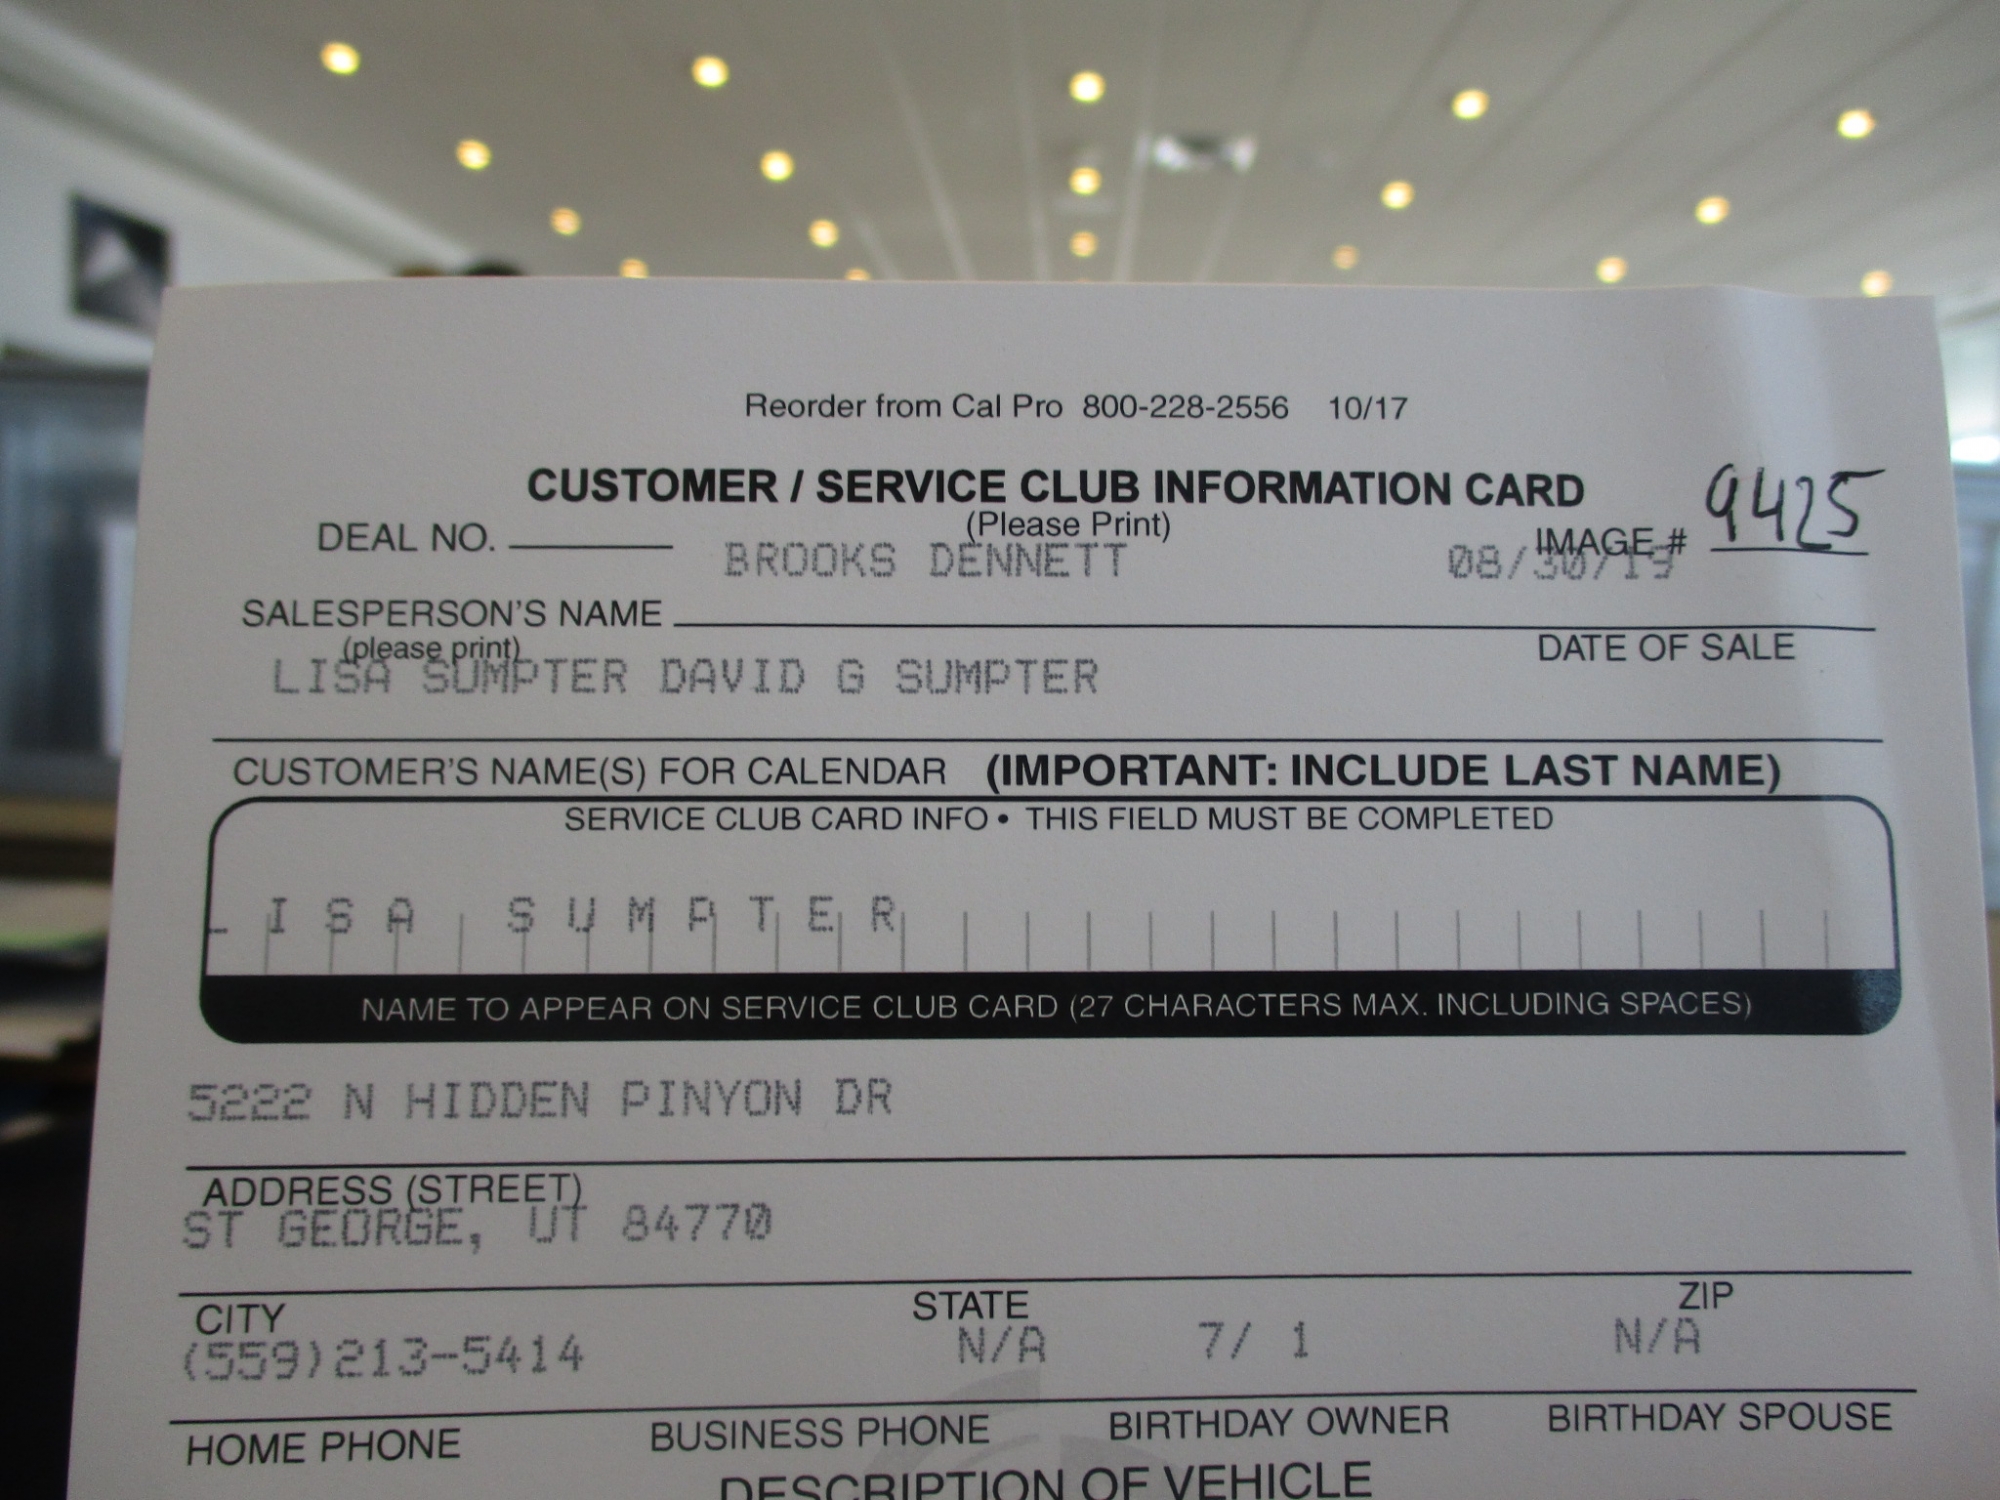 Reorder from Cal Pro 800-228-2556 10/17
CUSTOMER / SERVICE CLUB INFORMATION CARD
(Please Print)
DEAL NO. IMAGE # 9425
BROOKS DENNETT 08/30/19
SALESPERSON'S NAME
(please print) DATE OF SALE
LISA SUMPTER DAVID G SUMPTER
CUSTOMER'S NAME(S) FOR CALENDAR (IMPORTANT: INCLUDE LAST NAME)
SERVICE CLUB CARD INFO • THIS FIELD MUST BE COMPLETED
L I S A S U M P T E R
NAME TO APPEAR ON SERVICE CLUB CARD (27 CHARACTERS MAX. INCLUDING SPACES)
5222 N HIDDEN PINYON DR
ADDRESS (STREET)
ST GEORGE, UT 84770
CITY STATE ZIP
(559)213-5414 N/A 7/ 1 N/A
HOME PHONE BUSINESS PHONE BIRTHDAY OWNER BIRTHDAY SPOUSE
DESCRIPTION OF VEHICLE